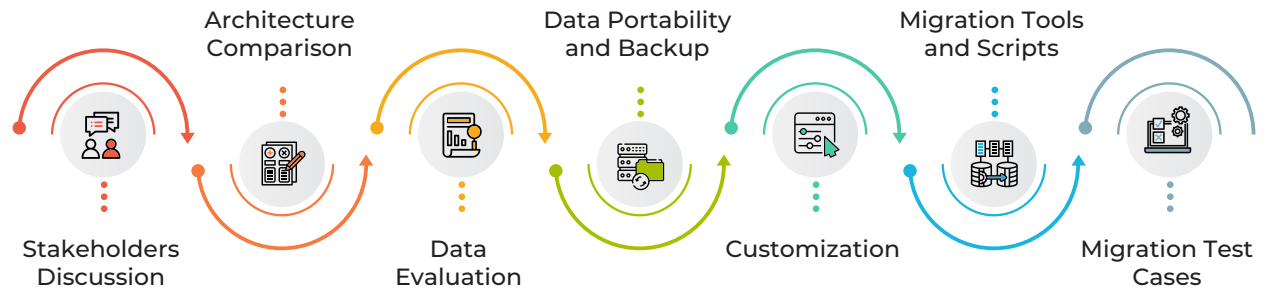 Stakeholders
Discussion
Architecture
Comparison
Data
Evaluation
Data Portability
and Backup
Customization
Migration Tools
and Scripts
Migration Test
Cases